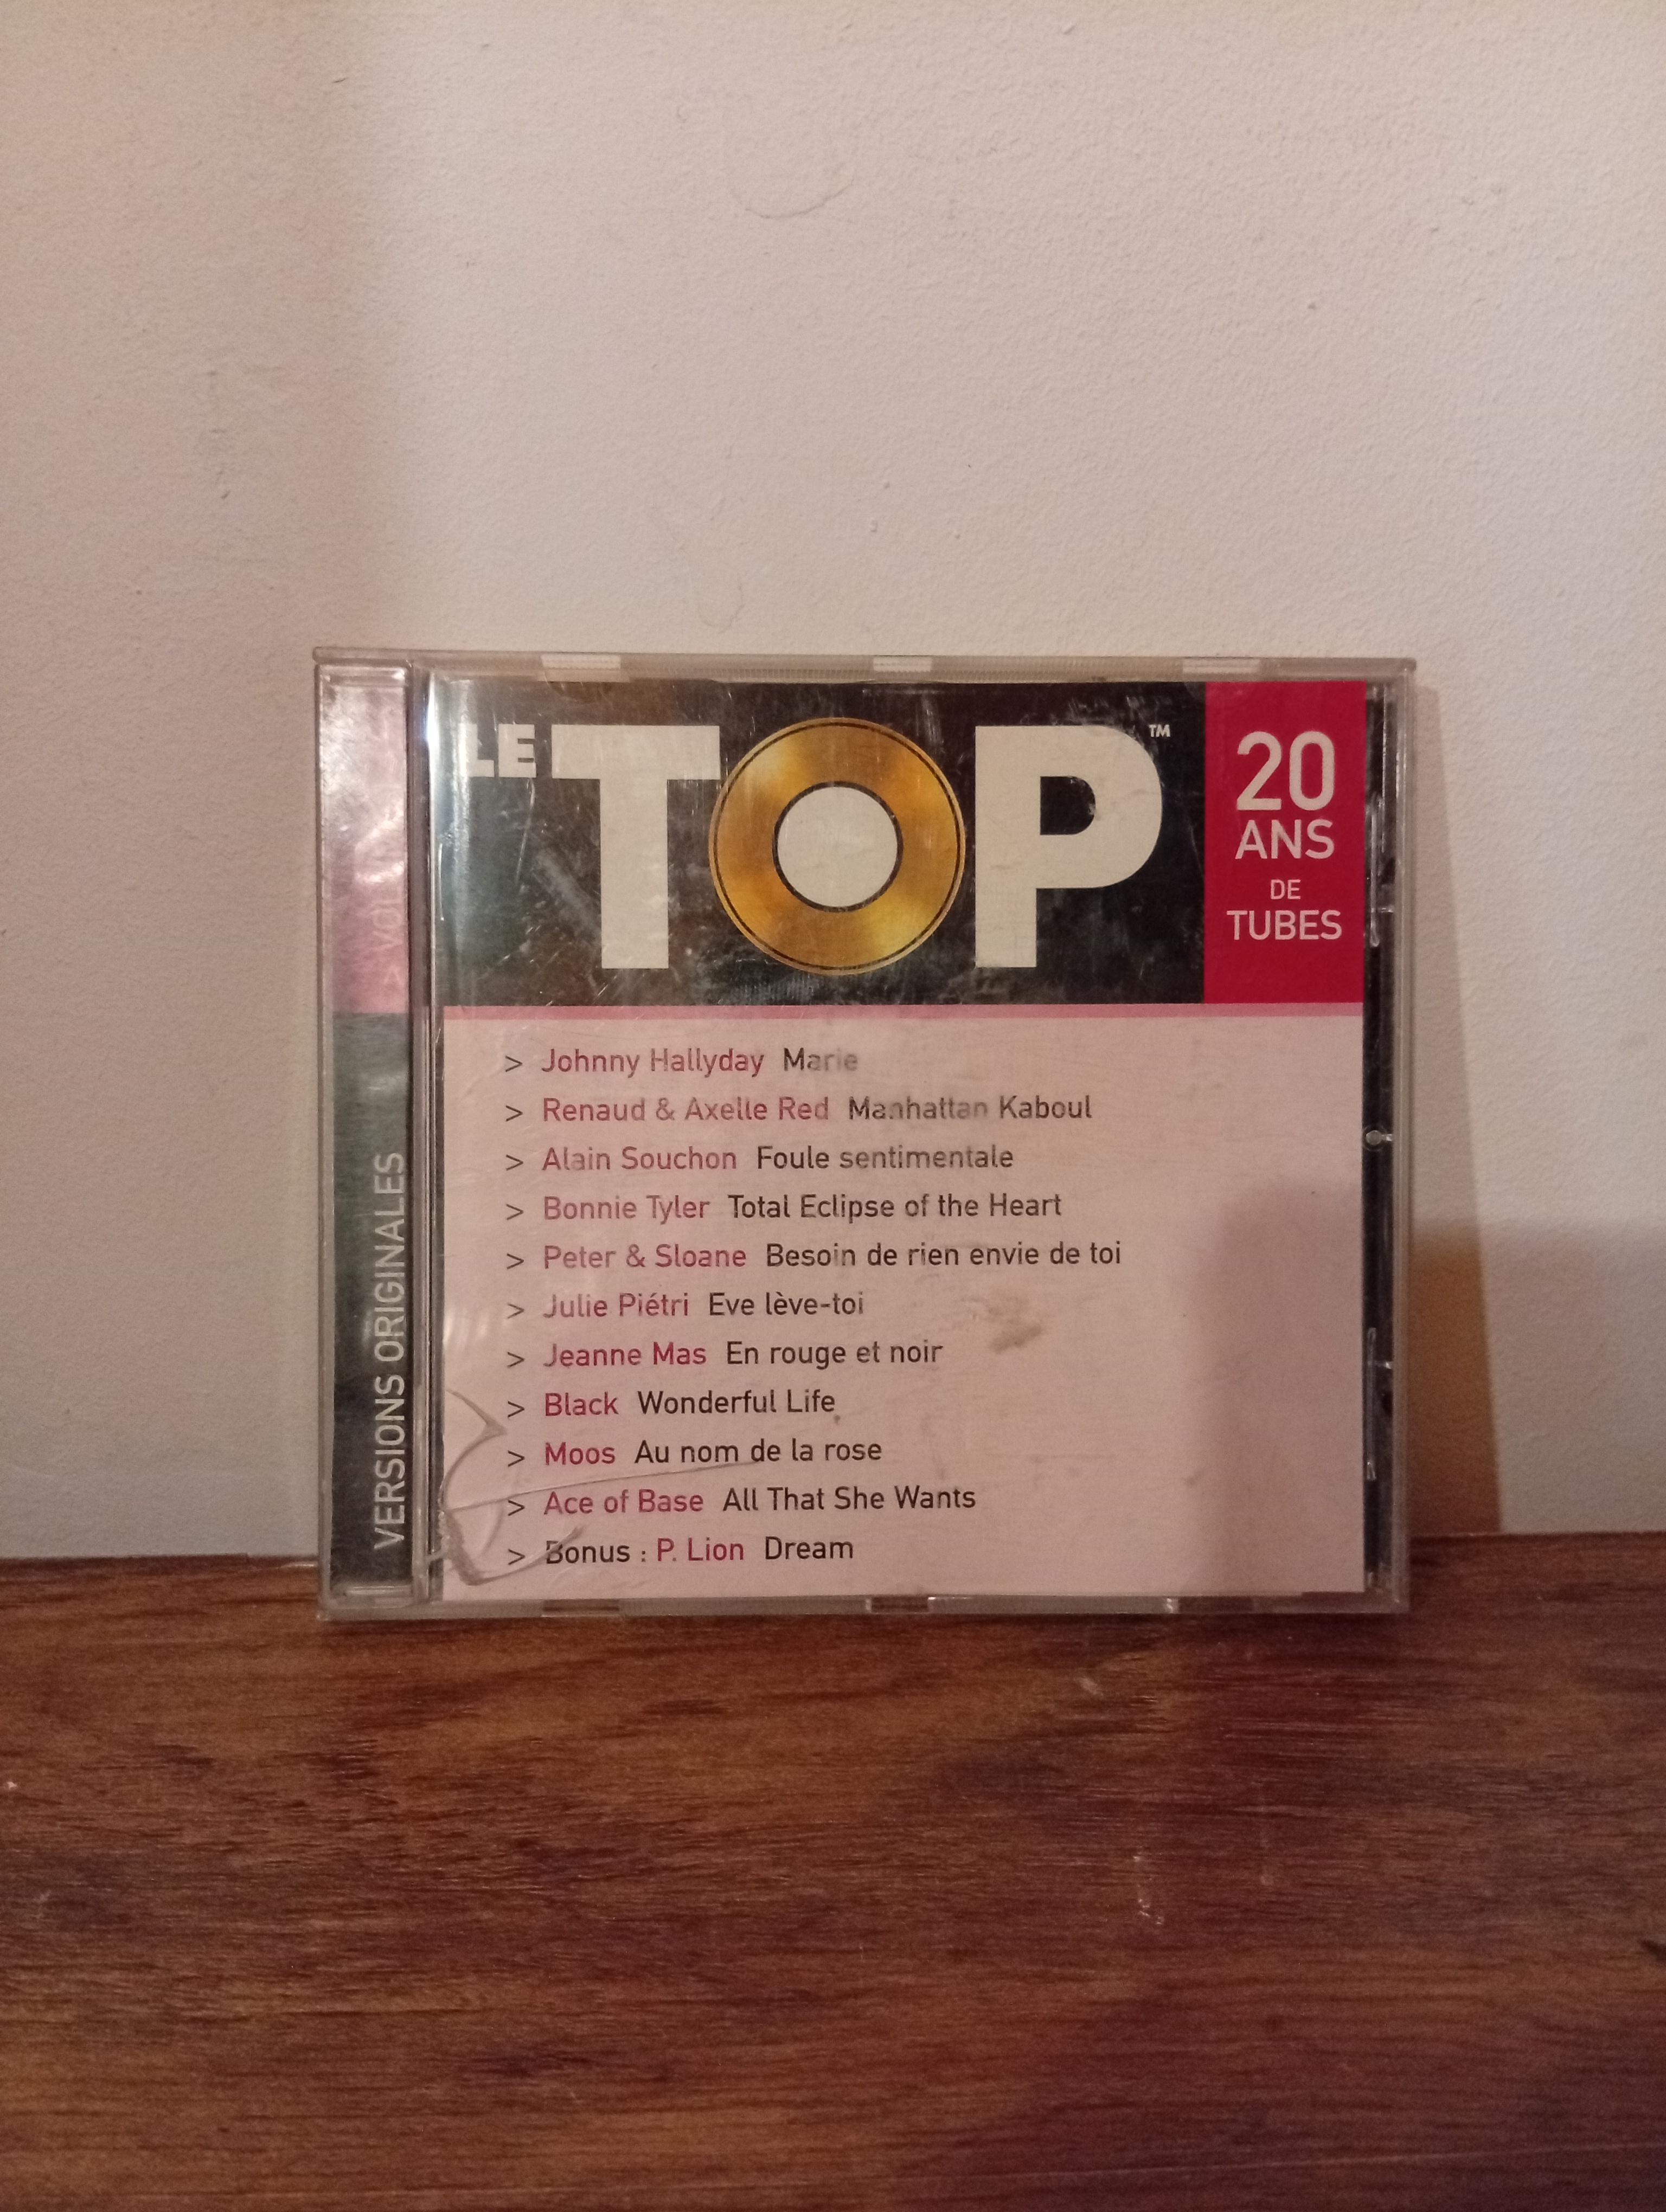 LE TOP™
20
ANS
DE
TUBES
> VOL
VERSIONS ORIGINALES
> Johnny Hallyday Marie
> Renaud & Axelle Red Manhattan Kaboul
> Alain Souchon Foule sentimentale
> Bonnie Tyler Total Eclipse of the Heart
> Peter & Sloane Besoin de rien envie de toi
> Julie Piétri Eve lève-toi
> Jeanne Mas En rouge et noir
> Black Wonderful Life
> Moos Au nom de la rose
> Ace of Base All That She Wants
> Bonus : P. Lion Dream